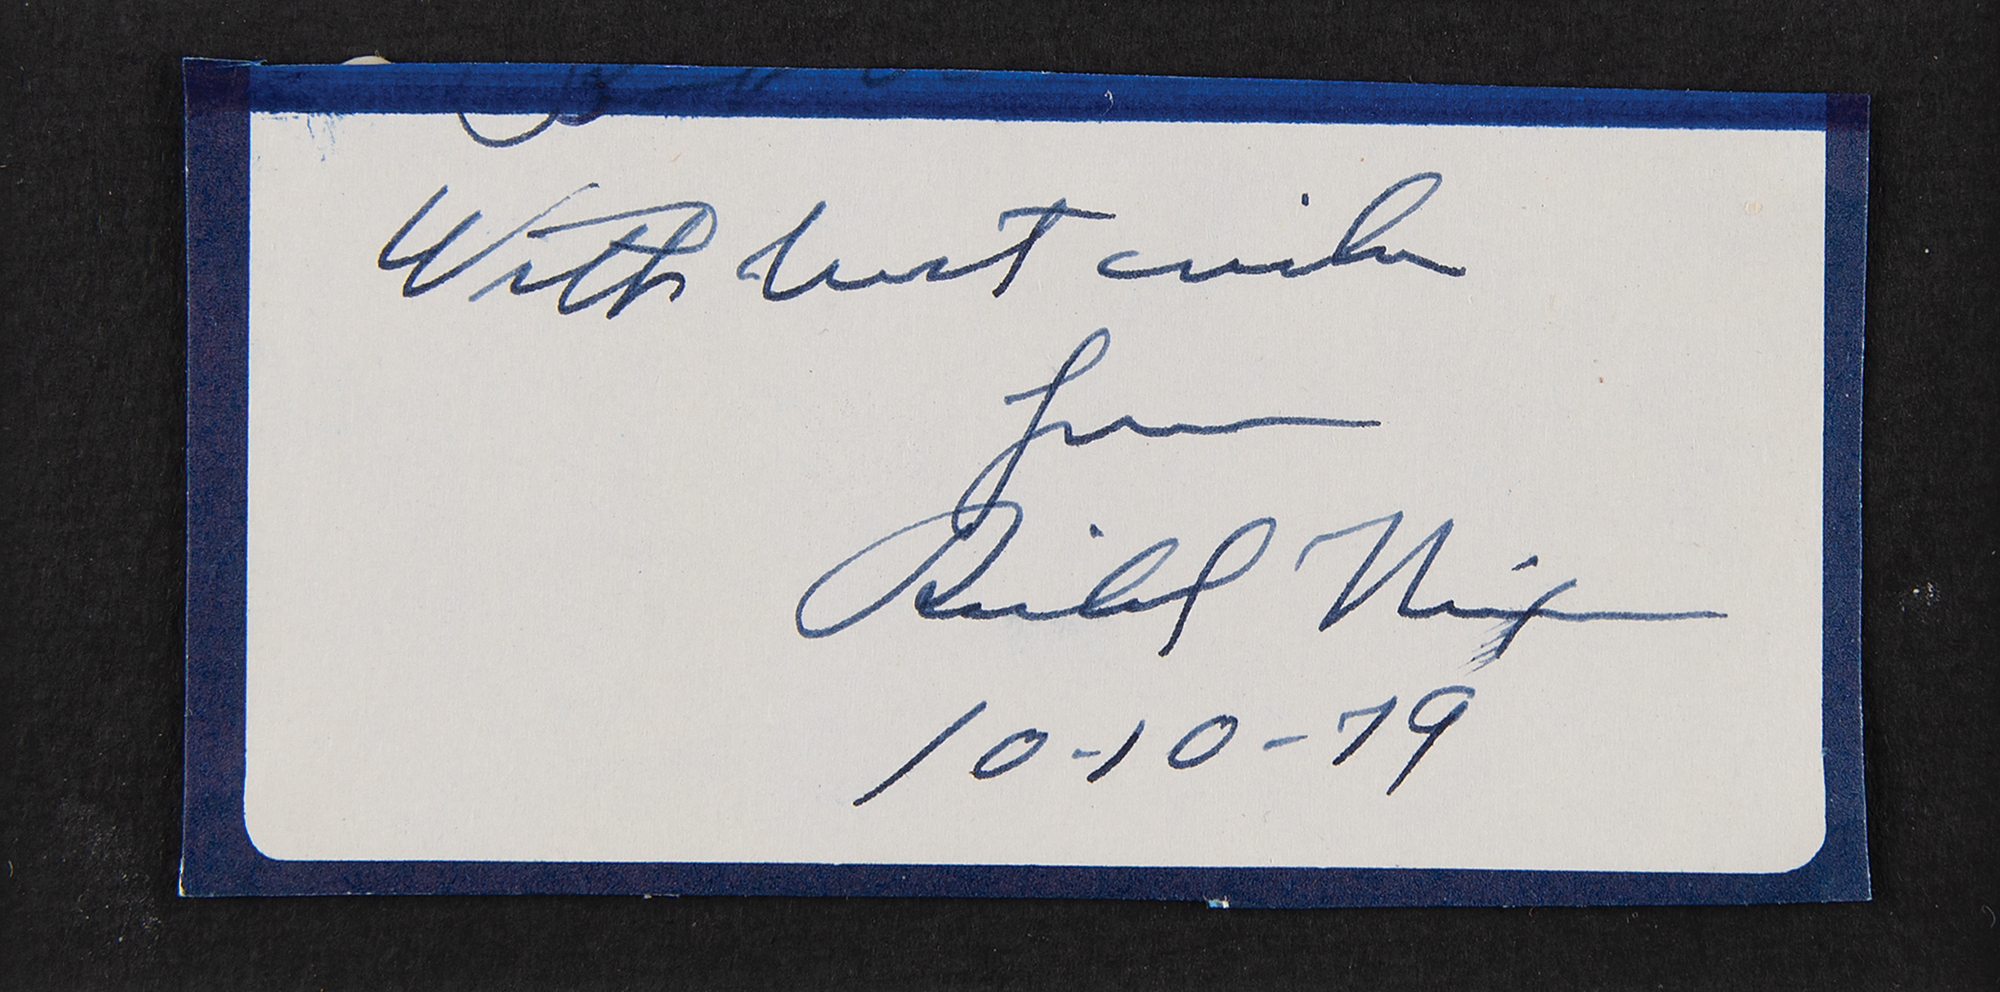 With best wishes
from
Richard Nixon
10-10-79